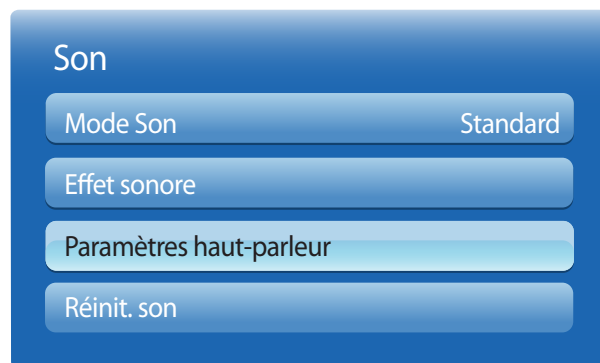 Son
Mode Son Standard
Effet sonore
Paramètres haut-parleur
Réinit. son